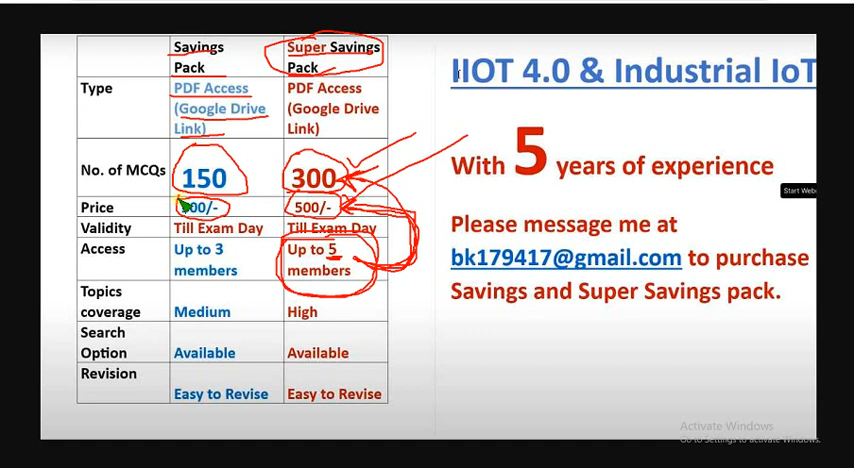 Savings Pack
Super Savings Pack
Type
PDF Access (Google Drive Link)
PDF Access (Google Drive Link)
No. of MCQs
150
300
Price
00/-
500/-
Validity
Till Exam Day
Till Exam Day
Access
Up to 3 members
Up to 5 members
Topics coverage
Medium
High
Search Option
Available
Available
Revision
Easy to Revise
Easy to Revise
IIOT 4.0 & Industrial IoT
With 5 years of experience
Please message me at
bk179417@gmail.com to purchase
Savings and Super Savings pack.
Start Web
Activate Windows
Go to Settings to activate Windows.